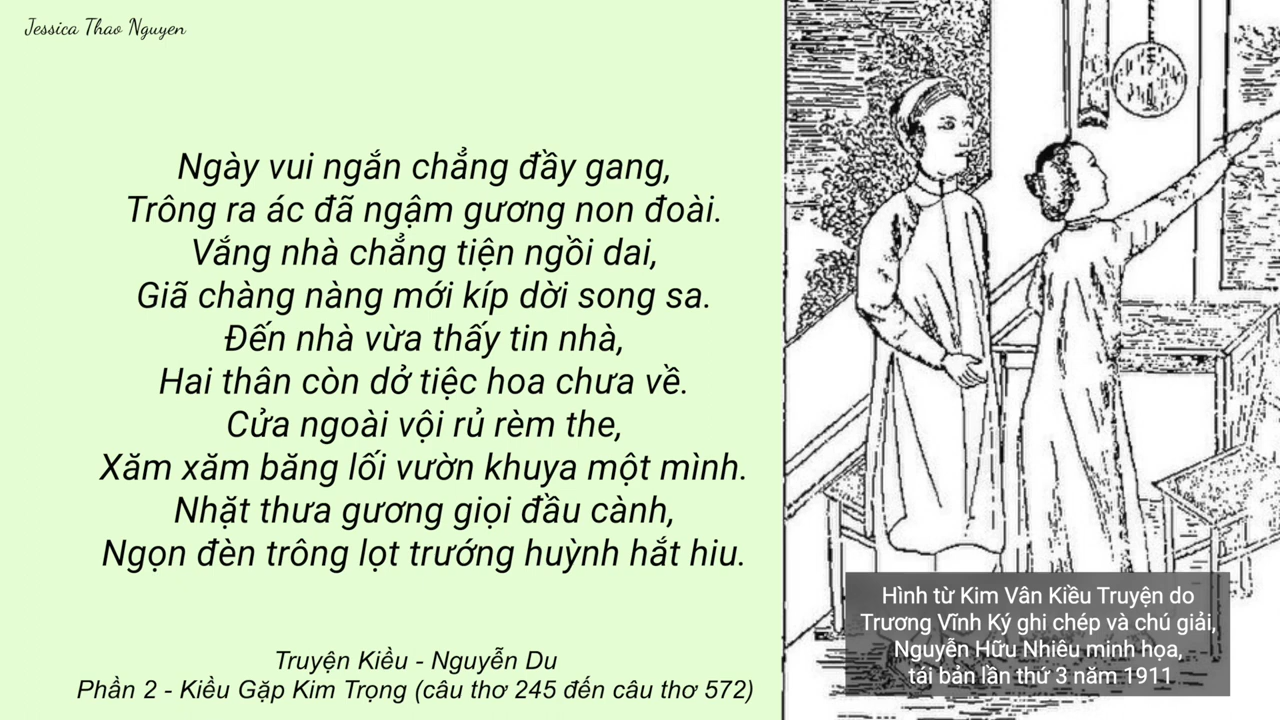 Jessica Thao Nguyen
Ngày vui ngắn chẳng đầy gang,
Trông ra ác đã ngậm gương non đoài.
Vắng nhà chẳng tiện ngồi dai,
Giã chàng nàng mới kíp dời song sa.
Đến nhà vừa thấy tin nhà,
Hai thân còn dở tiệc hoa chưa về.
Cửa ngoài vội rủ rèm the,
Xăm xăm băng lối vườn khuya một mình.
Nhặt thưa gương giọi đầu cành,
Ngọn đèn trông lọt trướng huỳnh hắt hiu.
Truyện Kiều - Nguyễn Du
Phần 2 - Kiều Gặp Kim Trọng (câu thơ 245 đến câu thơ 572)
Hình từ Kim Vân Kiều Truyện do
Trương Vĩnh Ký ghi chép và chú giải,
Nguyễn Hữu Nhiêu minh họa,
tái bản lần thứ 3 năm 1911